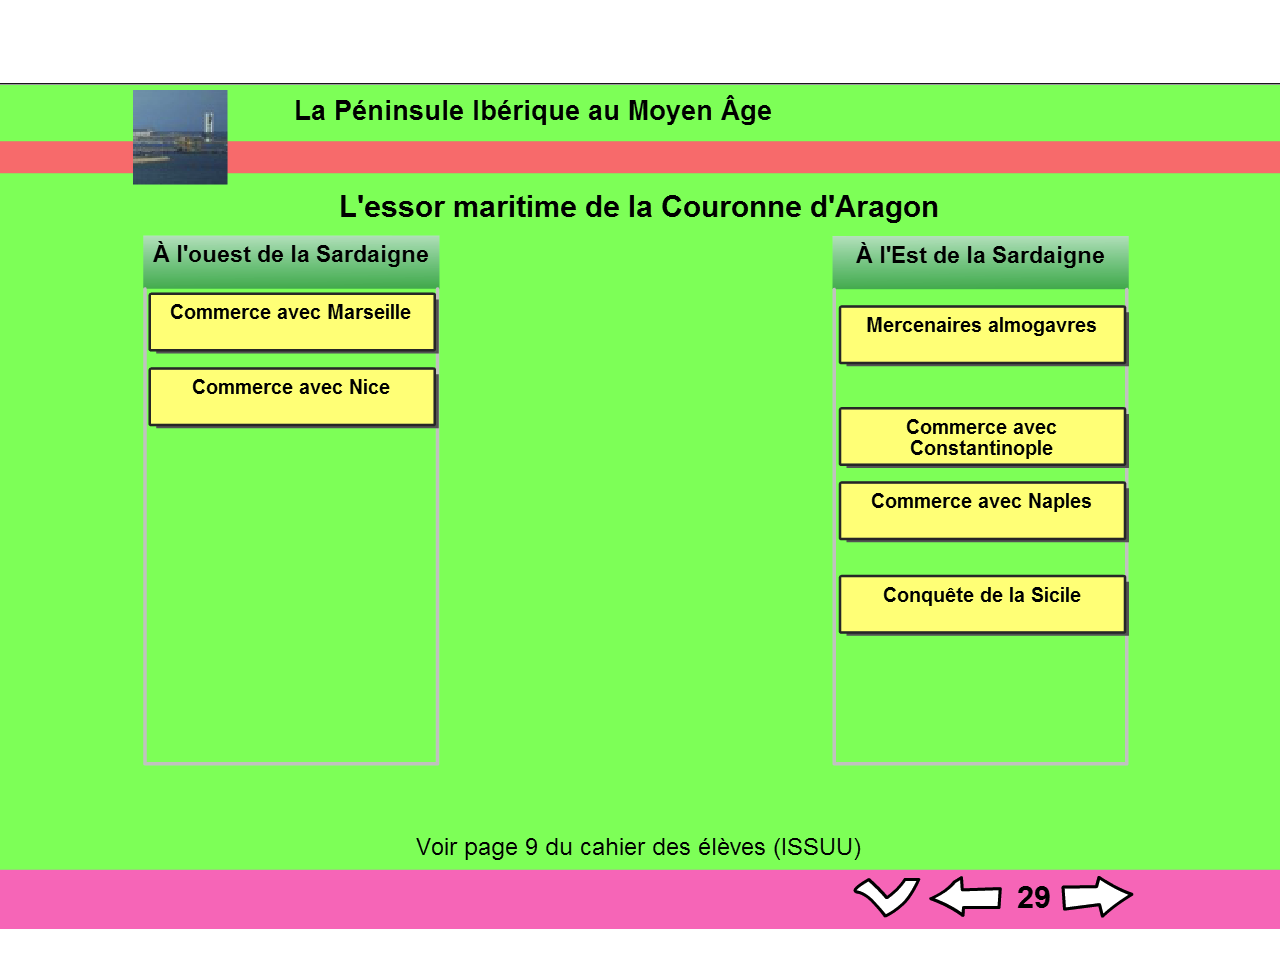 La Péninsule Ibérique au Moyen Âge
L'essor maritime de la Couronne d'Aragon
À l'ouest de la Sardaigne
Commerce avec Marseille
Commerce avec Nice
À l'Est de la Sardaigne
Mercenaires almogavres
Commerce avec
Constantinople
Commerce avec Naples
Conquête de la Sicile
Voir page 9 du cahier des élèves (ISSUU)
29